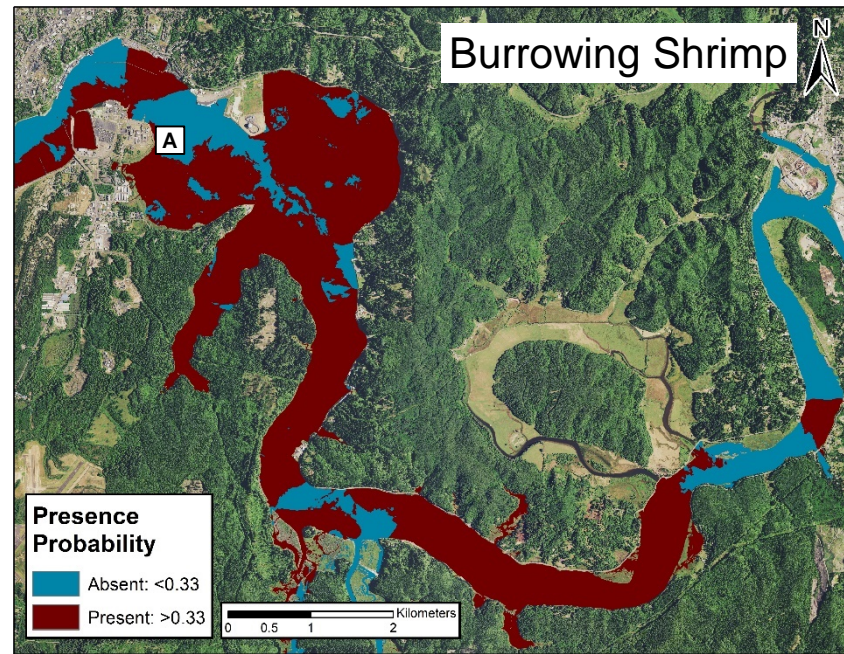 Burrowing Shrimp
N
A
Presence
Probability
Absent: <0.33
Present: >0.33
Kilometers
0 0.5 1 2